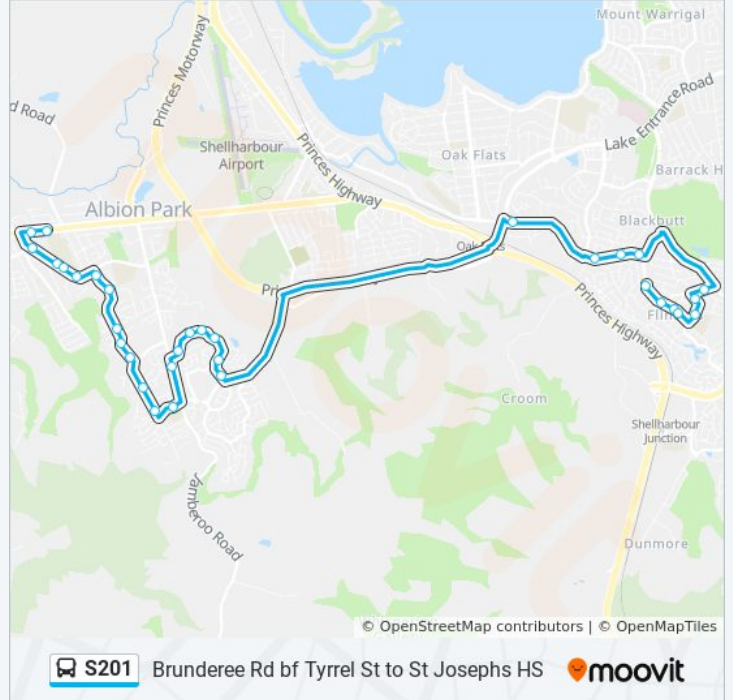 Mount Warrigal
Princes Motorway
d Road
Lake Entrance Road
Shellharbour
Airport
Princes Highway
Oak Flats
Barrack H
Albion Park
Blackbutt
Oak
ts
Pri
Flin
Princes Highway
Croom
Shellharbour
Junction
Jamberoo Road
Dunmore
© OpenStreetMap contributors | © OpenMapTiles
S201 Brunderee Rd bf Tyrrel St to St Josephs HS moovit